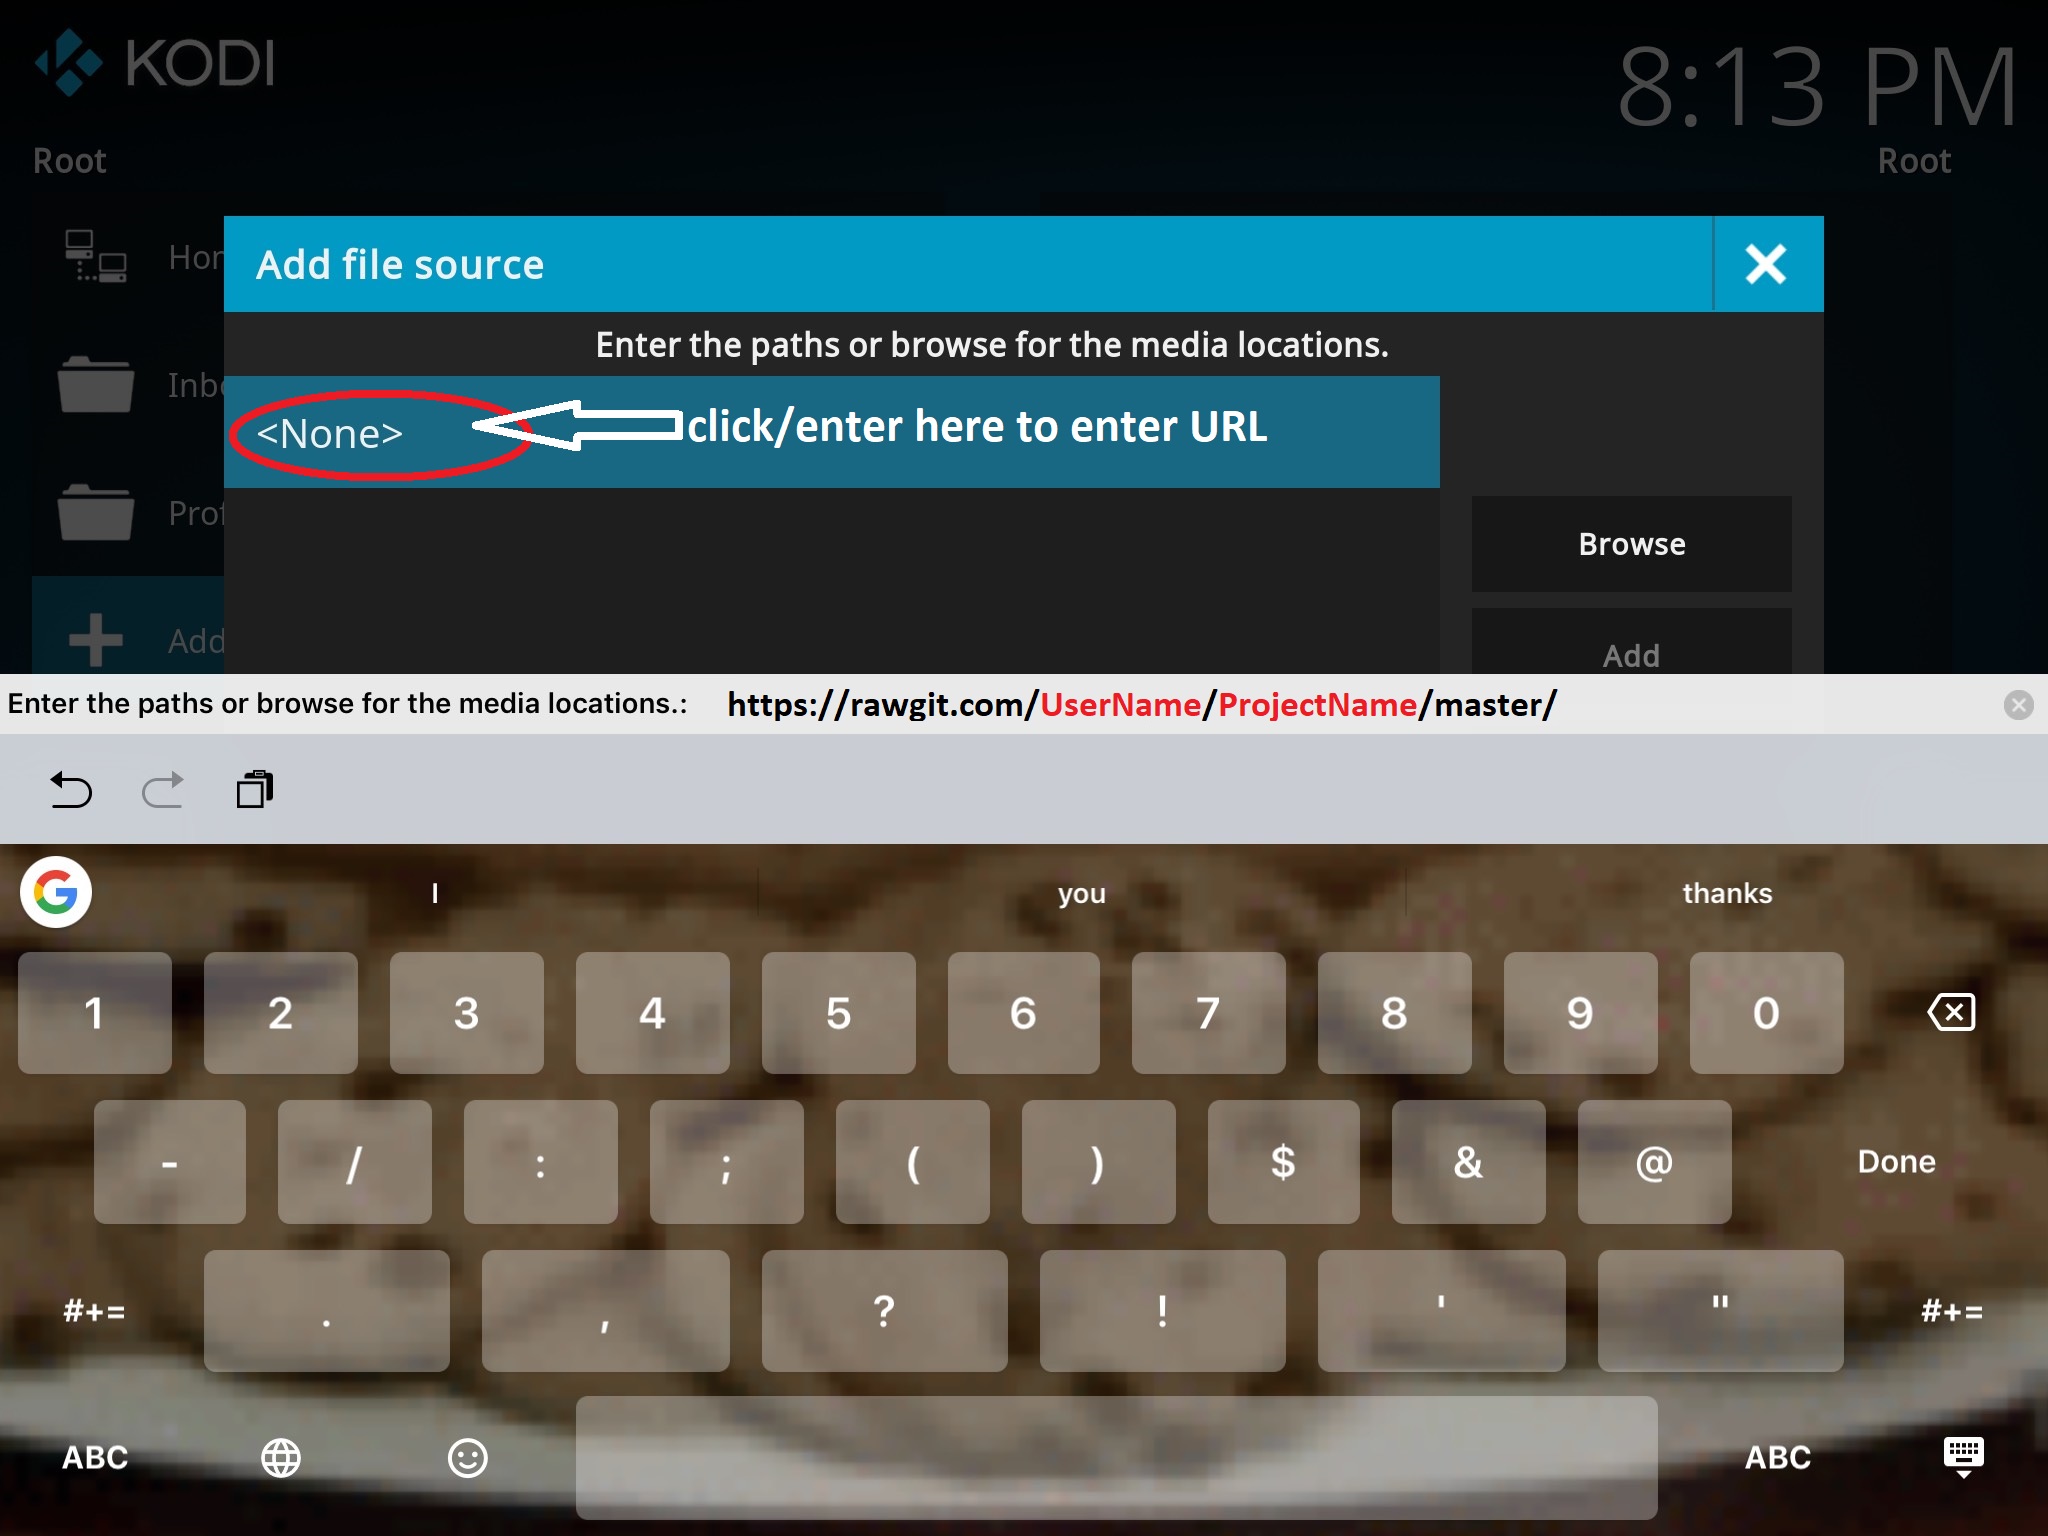 KODI
8:13 PM
Root
Root
Hor
Add file source
Enter the paths or browse for the media locations.
Inbo
<None>
click/enter here to enter URL
Prof
Browse
Add
Add
Enter the paths or browse for the media locations.: https://rawgit.com/UserName/ProjectName/master/
G
I you thanks
1 2 3 4 5 6 7 8 9 0
- / : ; ( ) $ & @ Done
#+= . , ? ! ' " #+=
ABC ABC